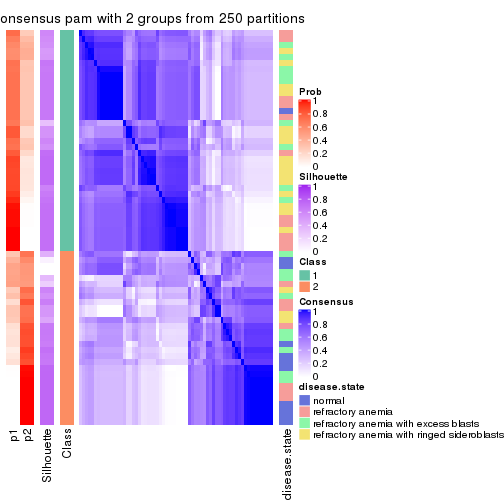 onsensus pam with 2 groups from 250 partitions
Prob
1
0.8
0.6
0.4
0.2
0
Silhouette
1
0.8
0.6
0.4
0.2
0
Class
1
2
Consensus
1
0.8
0.6
0.4
0.2
0
disease.state
normal
refractory anemia
refractory anemia with excess blasts
refractory anemia with ringed sideroblasts
p1
p2
Silhouette
Class
disease.state